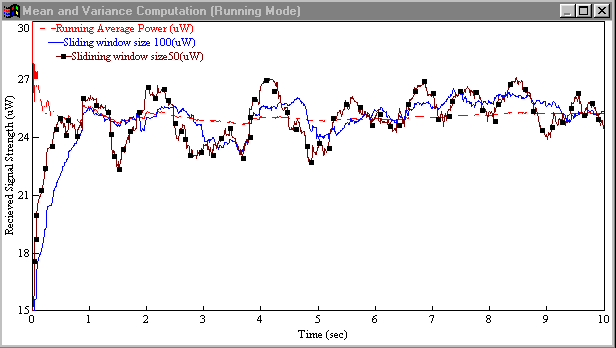 Mean and Variance Computation (Running Mode)
30
Running Average Power (uW)
Sliding window size 100(uW)
Slidining window size50(uW)
27
24
21
18
15
Recieved Signal Strength (uW)
0 1 2 3 4 5 6 7 8 9 10
Time (sec)